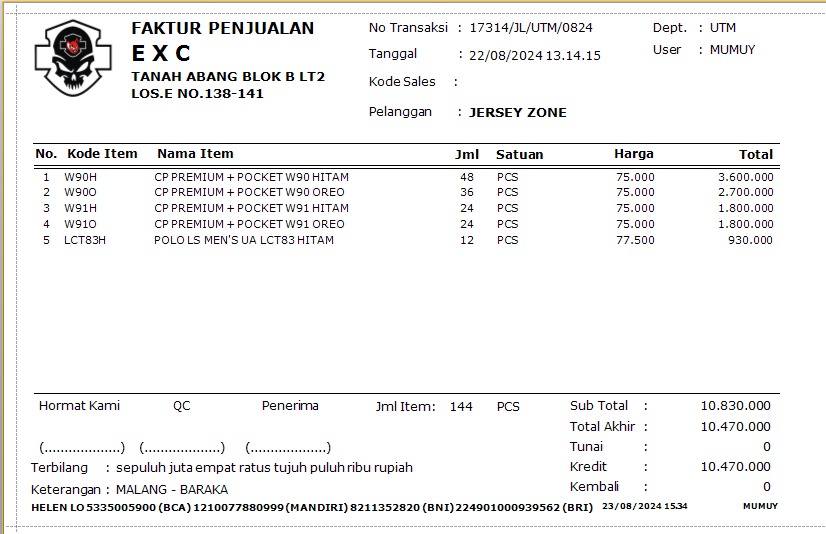 FAKTUR PENJUALAN
E X C
TANAH ABANG BLOK B LT2
LOS.E NO.138-141
No Transaksi : 17314/JL/UTM/0824 Dept. : UTM
Tanggal : 22/08/2024 13.14.15 User : MUMUY
Kode Sales :
Pelanggan : JERSEY ZONE
No. Kode Item Nama Item Jml Satuan Harga Total
1 W90H CP PREMIUM + POCKET W90 HITAM 48 PCS 75.000 3.600.000
2 W90O CP PREMIUM + POCKET W90 OREO 36 PCS 75.000 2.700.000
3 W91H CP PREMIUM + POCKET W91 HITAM 24 PCS 75.000 1.800.000
4 W91O CP PREMIUM + POCKET W91 OREO 24 PCS 75.000 1.800.000
5 LCT83H POLO LS MEN'S UA LCT83 HITAM 12 PCS 77.500 930.000
Hormat Kami QC Penerima Jml Item: 144 PCS Sub Total : 10.830.000
Total Akhir : 10.470.000
(...................) (...................) (...................) Tunai : 0
Terbilang : sepuluh juta empat ratus tujuh puluh ribu rupiah Kredit : 10.470.000
Keterangan : MALANG - BARAKA Kembali : 0
HELEN LO 5335005900 (BCA) 1210077880999 (MANDIRI) 8211352820 (BNI) 224901000939562 (BRI) 23/08/2024 15.34 MUMUY